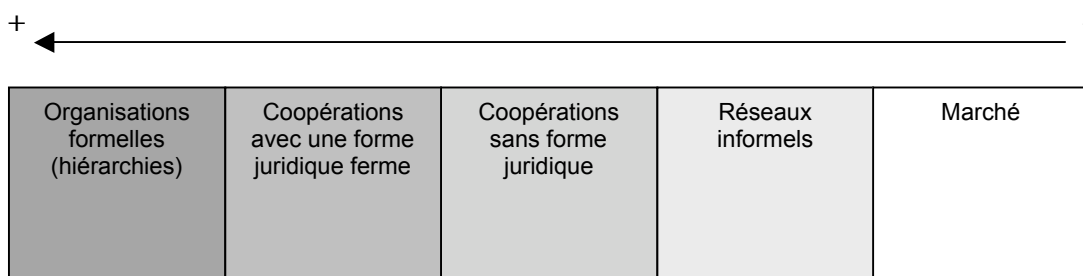 +
Organisations
formelles
(hiérarchies)
Coopérations
avec une forme
juridique ferme
Coopérations
sans forme
juridique
Réseaux
informels
Marché